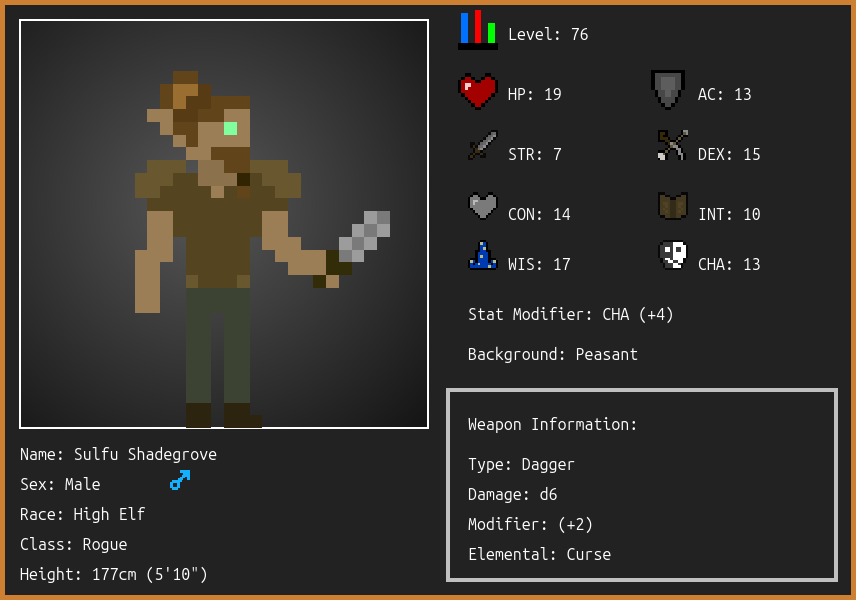 Level: 76
HP: 19
AC: 13
STR: 7
DEX: 15
CON: 14
INT: 10
WIS: 17
CHA: 13
Stat Modifier: CHA (+4)
Background: Peasant
Weapon Information:
Type: Dagger
Damage: d6
Modifier: (+2)
Elemental: Curse
Name: Sulfu Shadegrove
Sex: Male
Race: High Elf
Class: Rogue
Height: 177cm (5'10")